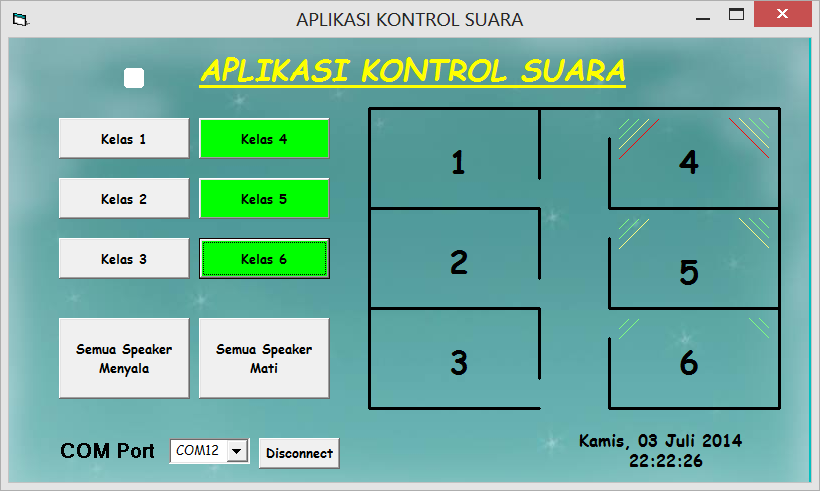 APLIKASI KONTROL SUARA
APLIKASI KONTROL SUARA
Kelas 1
Kelas 4
Kelas 2
Kelas 5
Kelas 3
Kelas 6
Semua Speaker
Menyala
Semua Speaker
Mati
COM Port
COM12
Disconnect
1
4
2
5
3
6
Kamis, 03 Juli 2014
22:22:26